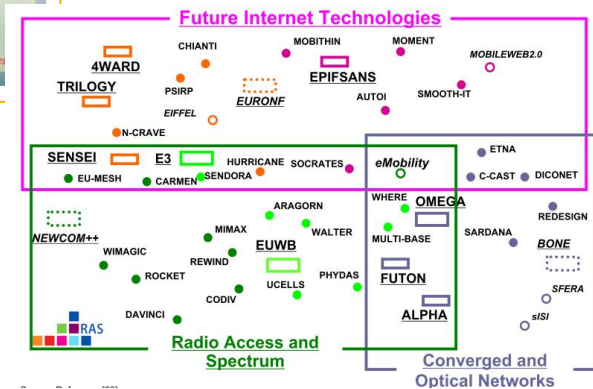 Future Internet Technologies
CHIANTI
MOBITHIN
MOMENT
4WARD
EPIFSANS
MOBILEWEB2.0
TRILOGY
PSIRP
EURONF
AUTOI
SMOOTH-IT
EIFFEL
N-CRAVE
ETNA
SENSEI
E3
HURRICANE
SOCRATES
eMobility
EU-MESH
CARMEN
SENDORA
C-CAST
DICONET
WHERE
OMEGA
NEWCOM++
ARAGORN
REDESIGN
MIMAX
WALTER
MULTI-BASE
SARDANA
BONE
WIMAGIC
REWIND
EUWB
ROCKET
UCELLS
PHYDAS
FUTON
SFERA
CODIV
ALPHA
DAVINCI
sISI
RAS
Radio Access and
Spectrum
Converged and
Optical Networks